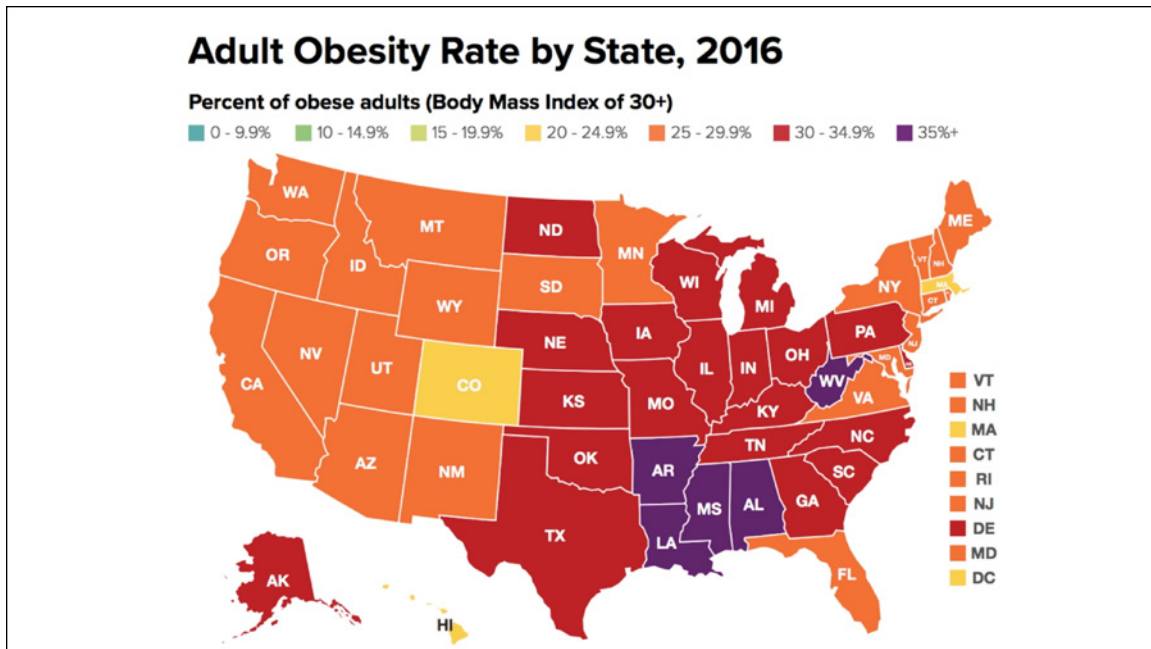 Adult Obesity Rate by State, 2016
Percent of obese adults (Body Mass Index of 30+)
0 - 9.9% 10 - 14.9% 15 - 19.9% 20 - 24.9% 25 - 29.9% 30 - 34.9% 35%+
WA
MT
ND
MN
ME
VT
NH
OR
ID
SD
WI
NY
MA
CT
WY
MI
IA
PA
NJ
NE
NV
UT
CO
IL
IN
OH
MD
WV
VA
CA
KS
MO
KY
AZ
NM
OK
AR
TN
NC
SC
MS
AL
GA
TX
LA
FL
AK
HI
VT
NH
MA
CT
RI
NJ
DE
MD
DC